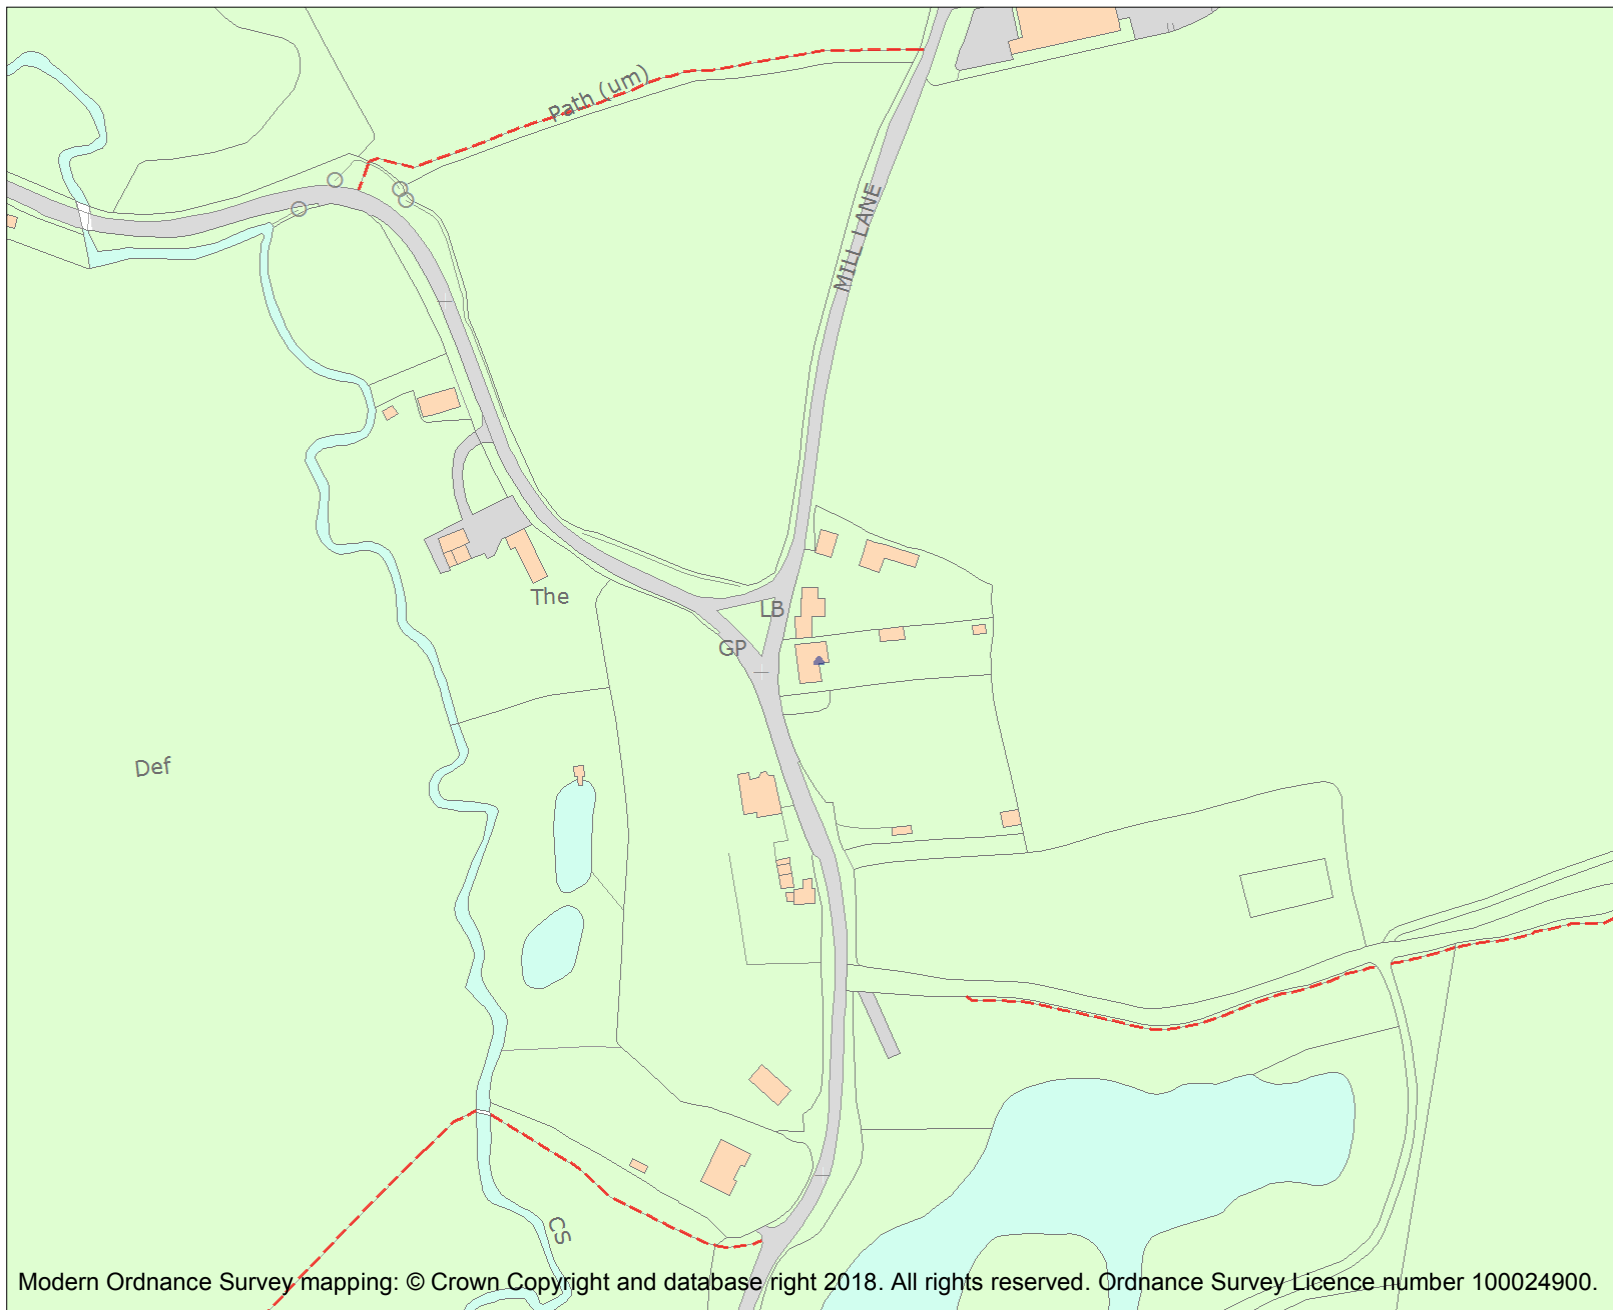 Path (um)
MILL LANE
The
LB
GP
Def
CS
Modern Ordnance Survey mapping: © Crown Copyright and database right 2018. All rights reserved. Ordnance Survey Licence number 100024900.